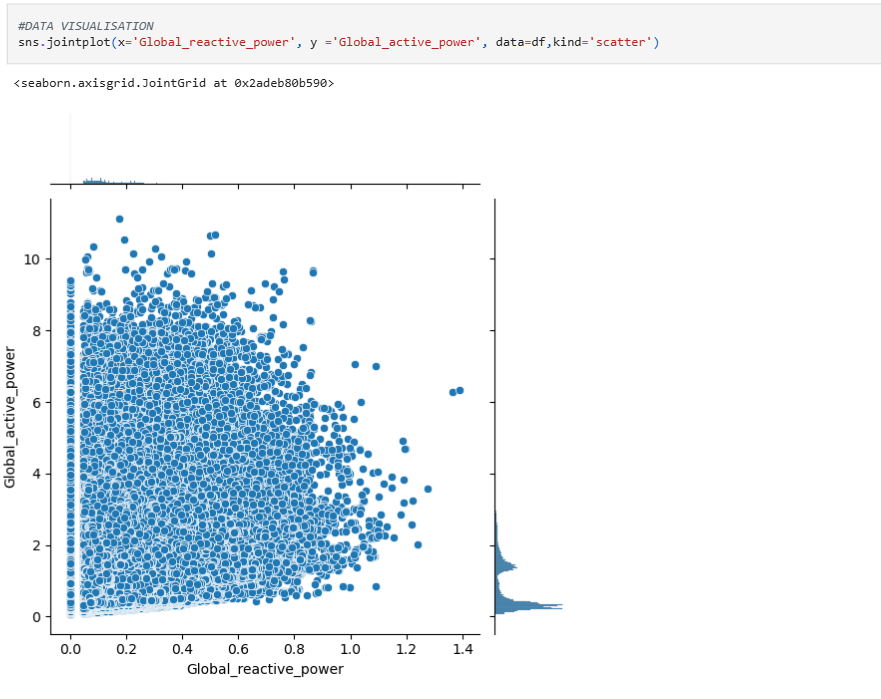 #DATA VISUALISATION
sns.jointplot(x='Global_reactive_power', y ='Global_active_power', data=df,kind='scatter')
<seaborn.axisgrid.JointGrid at 0x2adeb80b590>
10
8
6
4
2
0
Global_active_power
0.0 0.2 0.4 0.6 0.8 1.0 1.2 1.4
Global_reactive_power